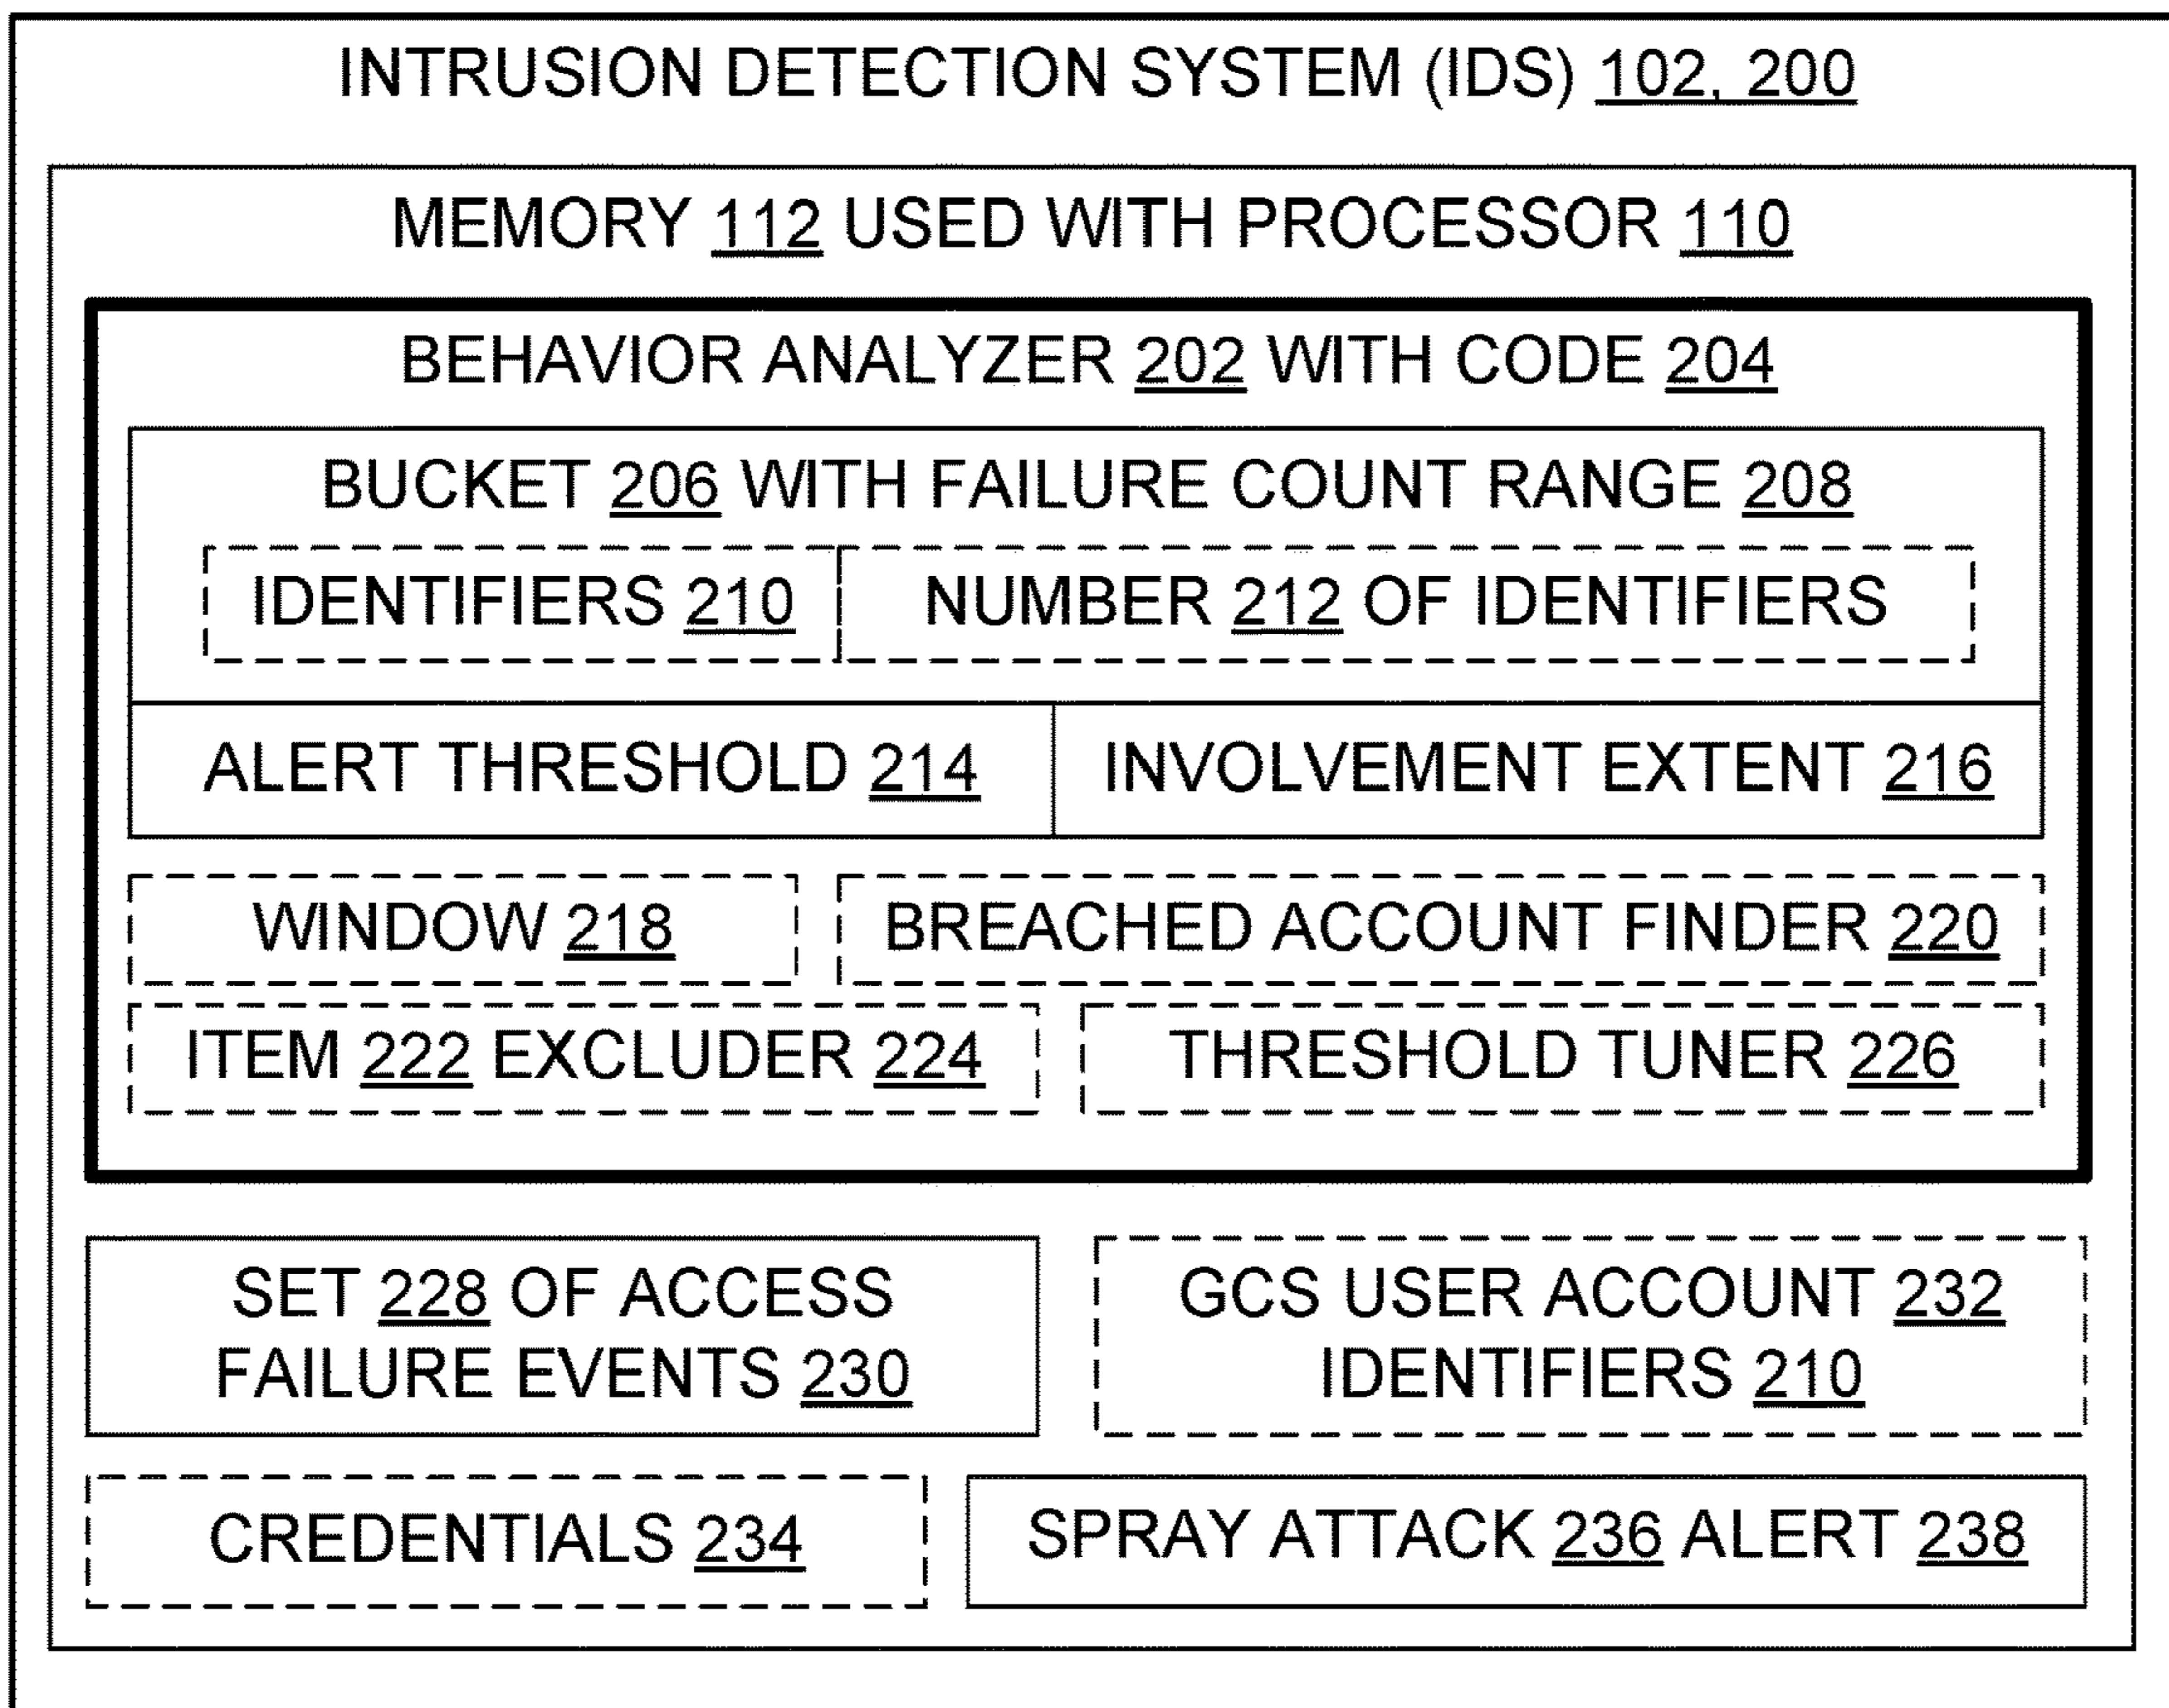 INTRUSION DETECTION SYSTEM (IDS) 102, 200
MEMORY 112 USED WITH PROCESSOR 110
BEHAVIOR ANALYZER 202 WITH CODE 204
BUCKET 206 WITH FAILURE COUNT RANGE 208
IDENTIFIERS 210
NUMBER 212 OF IDENTIFIERS
ALERT THRESHOLD 214
INVOLVEMENT EXTENT 216
WINDOW 218
BREACHED ACCOUNT FINDER 220
ITEM 222 EXCLUDER 224
THRESHOLD TUNER 226
SET 228 OF ACCESS
FAILURE EVENTS 230
GCS USER ACCOUNT 232
IDENTIFIERS 210
CREDENTIALS 234
SPRAY ATTACK 236 ALERT 238